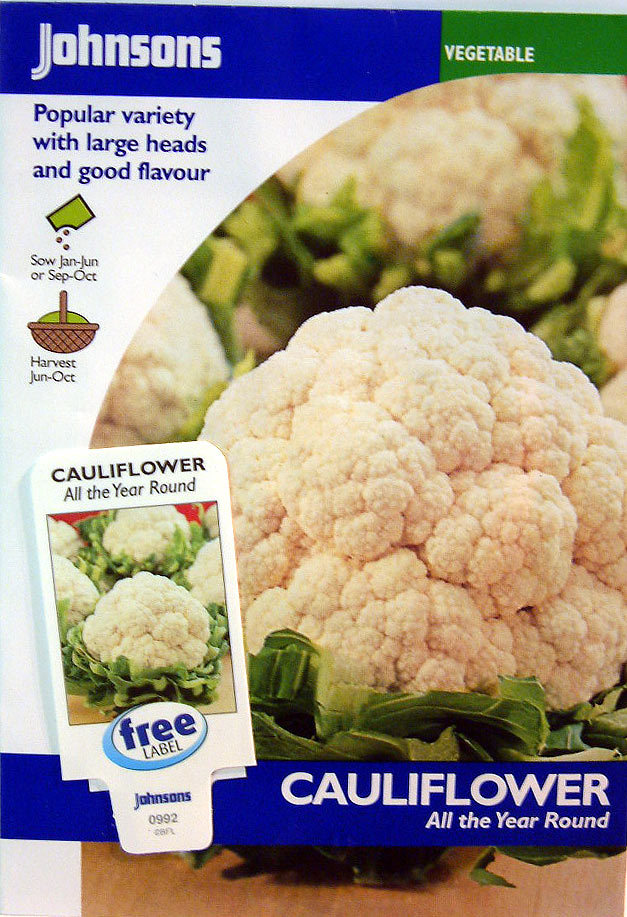 Johnsons
VEGETABLE
Popular variety
with large heads
and good flavour
Sow Jan-Jun
or Sep-Oct
Harvest
Jun-Oct
CAULIFLOWER
All the Year Round
free
LABEL
Johnsons
0992
CAULIFLOWER
All the Year Round